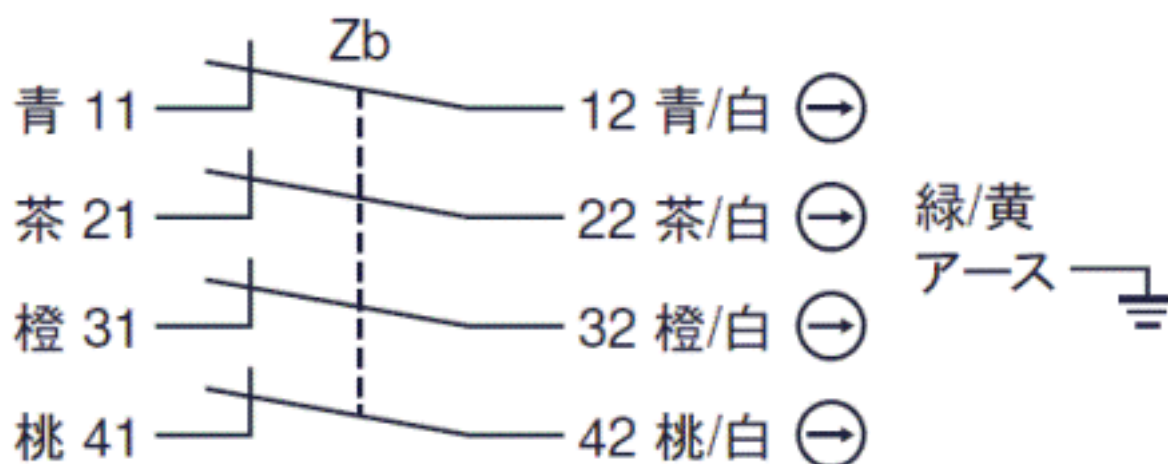 Zb
青 11 12 青/白
茶 21 22 茶/白
橙 31 32 橙/白
桃 41 42 桃/白
緑/黄
アース